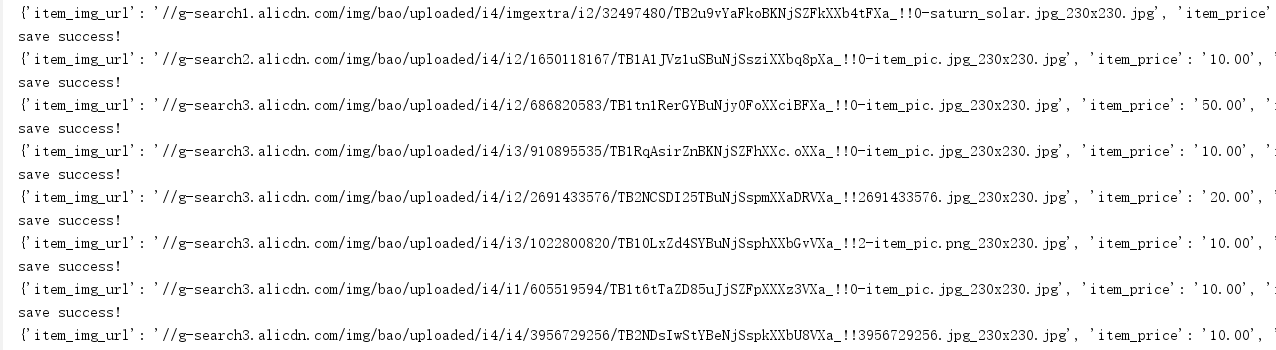 {'item_img_url': '//g-search1.alicdn.com/img/bao/uploaded/i4/imgextra/i2/32497480/TB2u9vYaFkoBKNjSZFkXXb4tFXa_!!0-saturn_solar.jpg_230x230.jpg', 'item_price'
save success!
{'item_img_url': '//g-search2.alicdn.com/img/bao/uploaded/i4/i2/1650118167/TB1A1JVz1uSBuNjSsziXXbq8pXa_!!0-item_pic.jpg_230x230.jpg', 'item_price': '10.00', '
save success!
{'item_img_url': '//g-search3.alicdn.com/img/bao/uploaded/i4/i2/686820583/TB1tn1RerGYBuNjy0FoXXciBFXa_!!0-item_pic.jpg_230x230.jpg', 'item_price': '50.00', '
save success!
{'item_img_url': '//g-search3.alicdn.com/img/bao/uploaded/i4/i3/910895535/TB1RqAsirZnBKNjSZFhXXc.oXXa_!!0-item_pic.jpg_230x230.jpg', 'item_price': '10.00', '
save success!
{'item_img_url': '//g-search3.alicdn.com/img/bao/uploaded/i4/i2/2691433576/TB2NCSDI25TBuNjSspmXXaDRVXa_!!2691433576.jpg_230x230.jpg', 'item_price': '20.00', '
save success!
{'item_img_url': '//g-search3.alicdn.com/img/bao/uploaded/i4/i3/1022800820/TB10LxZd4SYBuNjSsphXXbGvVXa_!!2-item_pic.png_230x230.jpg', 'item_price': '10.00', '
save success!
{'item_img_url': '//g-search3.alicdn.com/img/bao/uploaded/i4/i1/605519594/TB1t6tTaZD85uJjSZFpXXXz3VXa_!!0-item_pic.jpg_230x230.jpg', 'item_price': '10.00', '
save success!
{'item_img_url': '//g-search3.alicdn.com/img/bao/uploaded/i4/i4/3956729256/TB2NDsIwStYBeNjSspkXXbU8VXa_!!3956729256.jpg_230x230.jpg', 'item_price': '10.00', '